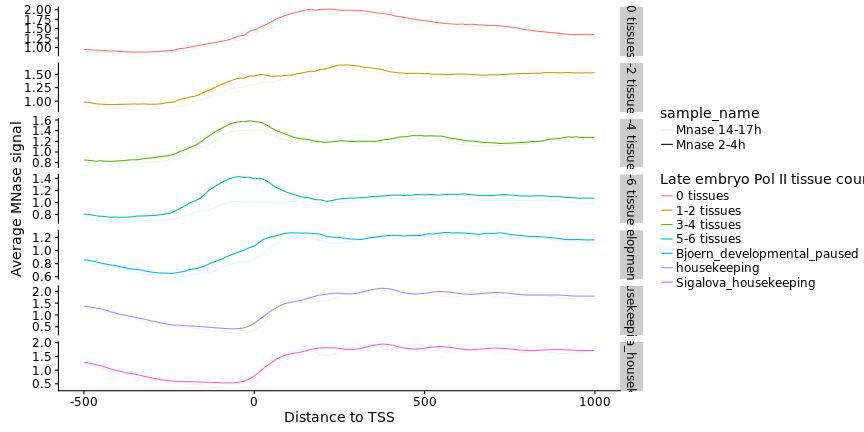 2.00
1.75
1.50
1.25
1.00
0 tissues
1.50
1.25
1.00
-2 tissue
1.6
1.4
1.2
1.0
0.8
-4 tissue
1.4
1.2
1.0
0.8
-6 tissue
1.2
1.0
0.8
0.6
elopmen
2.0
1.5
1.0
0.5
usekeepi
2.0
1.5
1.0
0.5
a_housek
-500
0
500
1000
Distance to TSS
Average MNase signal
sample_name
Mnase 14-17h
Mnase 2-4h
Late embryo Pol II tissue cour
0 tissues
1-2 tissues
3-4 tissues
5-6 tissues
Bjoern_developmental_paused
housekeeping
Sigalova_housekeeping